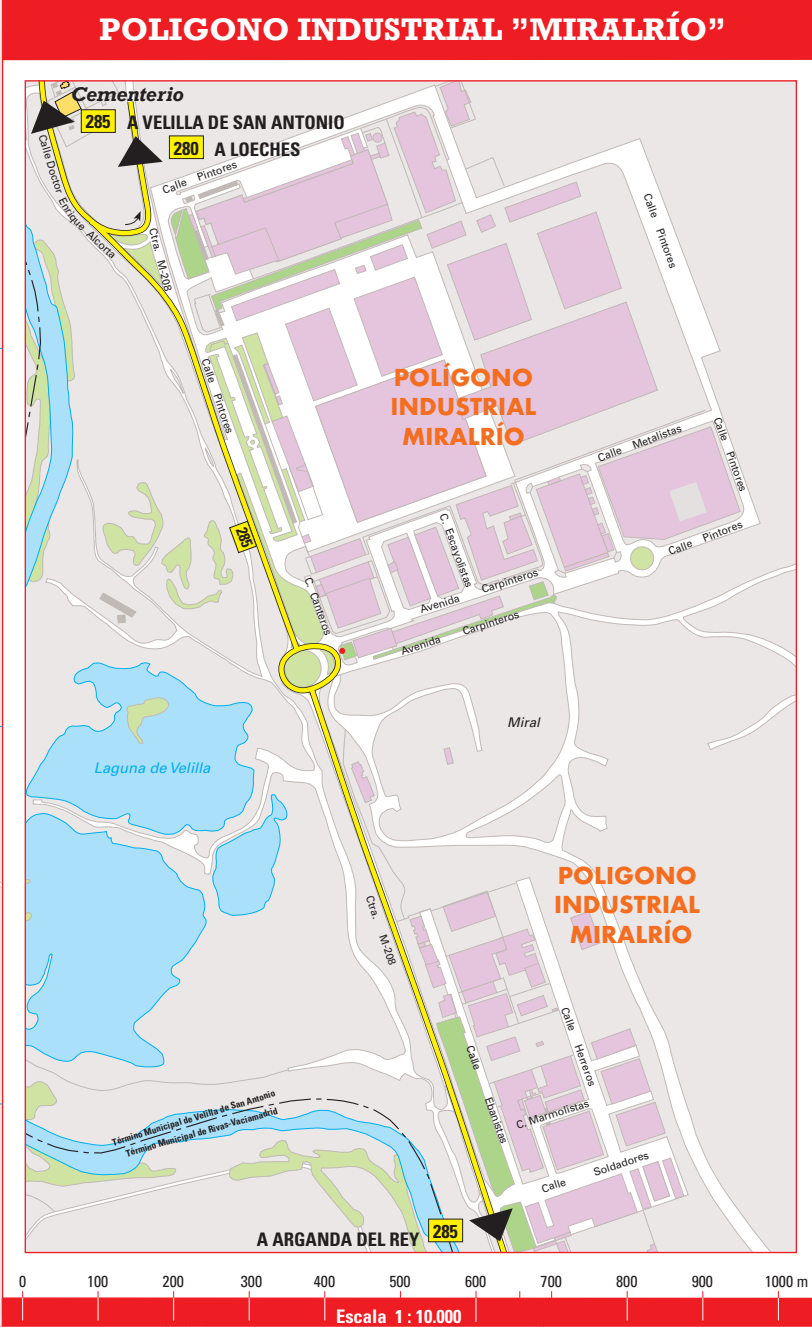 POLIGONO INDUSTRIAL "MIRALRÍO"
Cementerio
285 A VELILLA DE SAN ANTONIO
280 A LOECHES
Calle Doctor Enrique Alcorta
Ctra. M-208
Calle Pintores
Calle Pintores
Calle Pintores
POLÍGONO
INDUSTRIAL
MIRALRÍO
Calle Metalistas
Calle Pintores
Calle Pintores
285
C. Escayolistas
C. Canteros
Avenida Carpinteros
Avenida Carpinteros
Miral
Laguna de Velilla
POLIGONO
INDUSTRIAL
MIRALRÍO
Ctra. M-208
Calle Herreros
Calle Ebanistas
C. Marmolistas
Calle Soldadores
Término Municipal de Velilla de San Antonio
Término Municipal de Rivas-Vaciamadrid
A ARGANDA DEL REY 285
0 100 200 300 400 500 600 700 800 900 1000 m
Escala 1 : 10.000